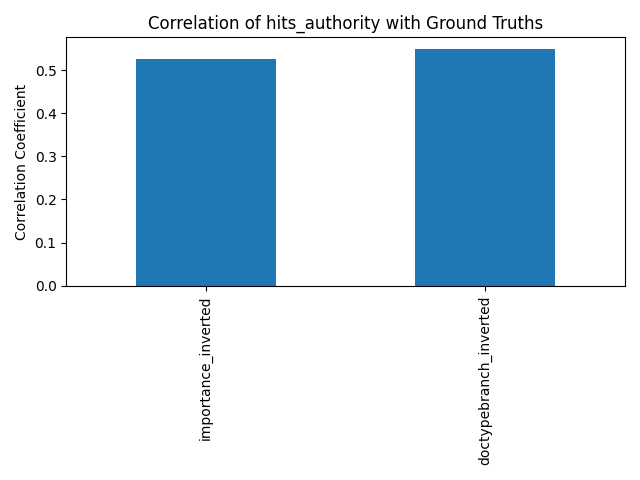 Correlation of hits_authority with Ground Truths
Correlation Coefficient
0.5
0.4
0.3
0.2
0.1
0.0
importance_inverted
doctypebranch_inverted